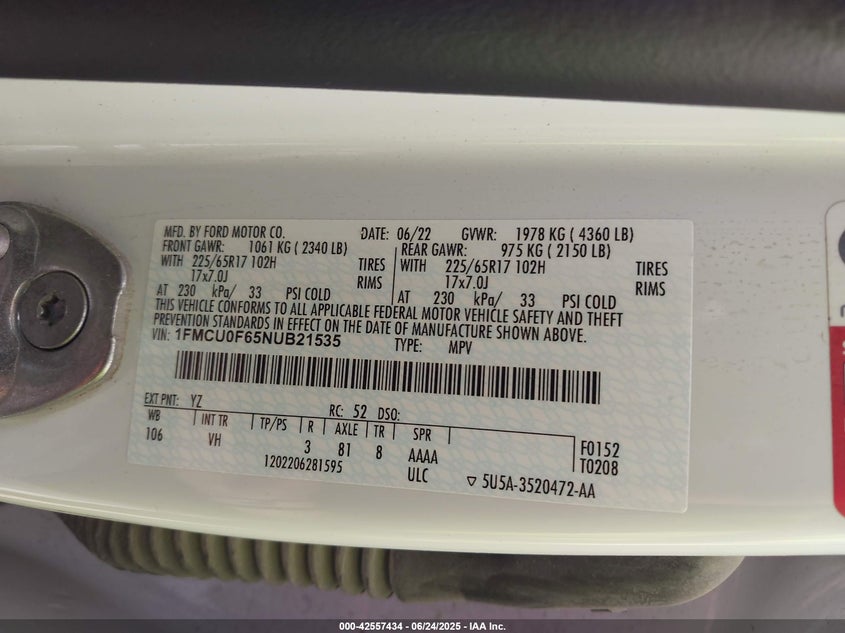 MFD. BY FORD MOTOR CO. DATE: 06/22 GVWR: 1978 KG ( 4360 LB)
FRONT GAWR: 1061 KG ( 2340 LB) REAR GAWR: 975 KG ( 2150 LB)
WITH 225/65R17 102H TIRES WITH 225/65R17 102H TIRES
17x7.0J RIMS 17x7.0J RIMS
AT 230 kPa/ 33 PSI COLD AT 230 kPa/ 33 PSI COLD
THIS VEHICLE CONFORMS TO ALL APPLICABLE FEDERAL MOTOR VEHICLE SAFETY AND THEFT
PREVENTION STANDARDS IN EFFECT ON THE DATE OF MANUFACTURE SHOWN ABOVE.
VIN: 1FMCU0F65NUB21535 TYPE: MPV
EXT PNT: YZ RC: 52 DSO:
WB INT TR TP/PS R AXLE TR SPR
106 VH 3 81 8 AAAA F0152
1202206281595 ULC T0208
▽ 5U5A-3520472-AA
000-42557434 - 06/24/2025 - IAA Inc.